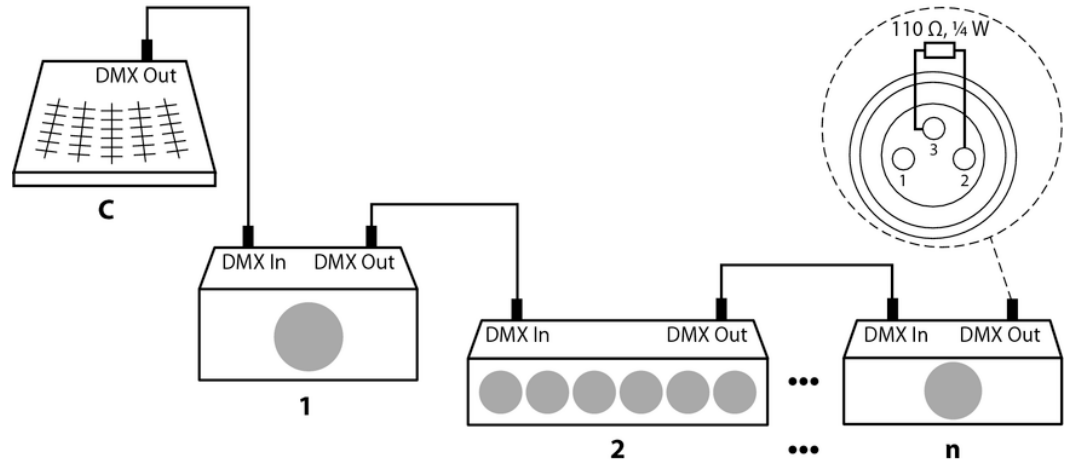 110 Ω, ¼ W
3
1
2
DMX Out
C
DMX In
DMX Out
1
DMX In
DMX Out
•••
2
•••
DMX In
DMX Out
n